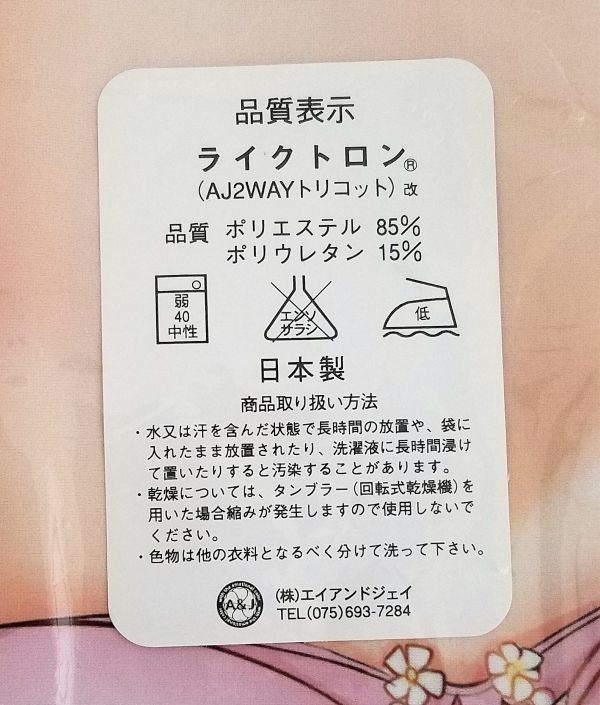 品質表示
ライクトロン®
(AJ2WAYトリコット) 改
品質 ポリエステル 85%
ポリウレタン 15%
弱
40
中性
エンソ
サラシ
低
日本製
商品取り扱い方法
・水又は汗を含んだ状態で長時間の放置や、袋に
入れたまま放置されたり、洗濯液に長時間浸け
て置いたりすると汚染することがあります。
・乾燥については、タンブラー(回転式乾燥機)を
用いた場合縮みが発生しますので使用しないで
ください。
・色物は他の衣料となるべく分けて洗って下さい。
A&J
(株)エイアンドジェイ
TEL(075)693-7284